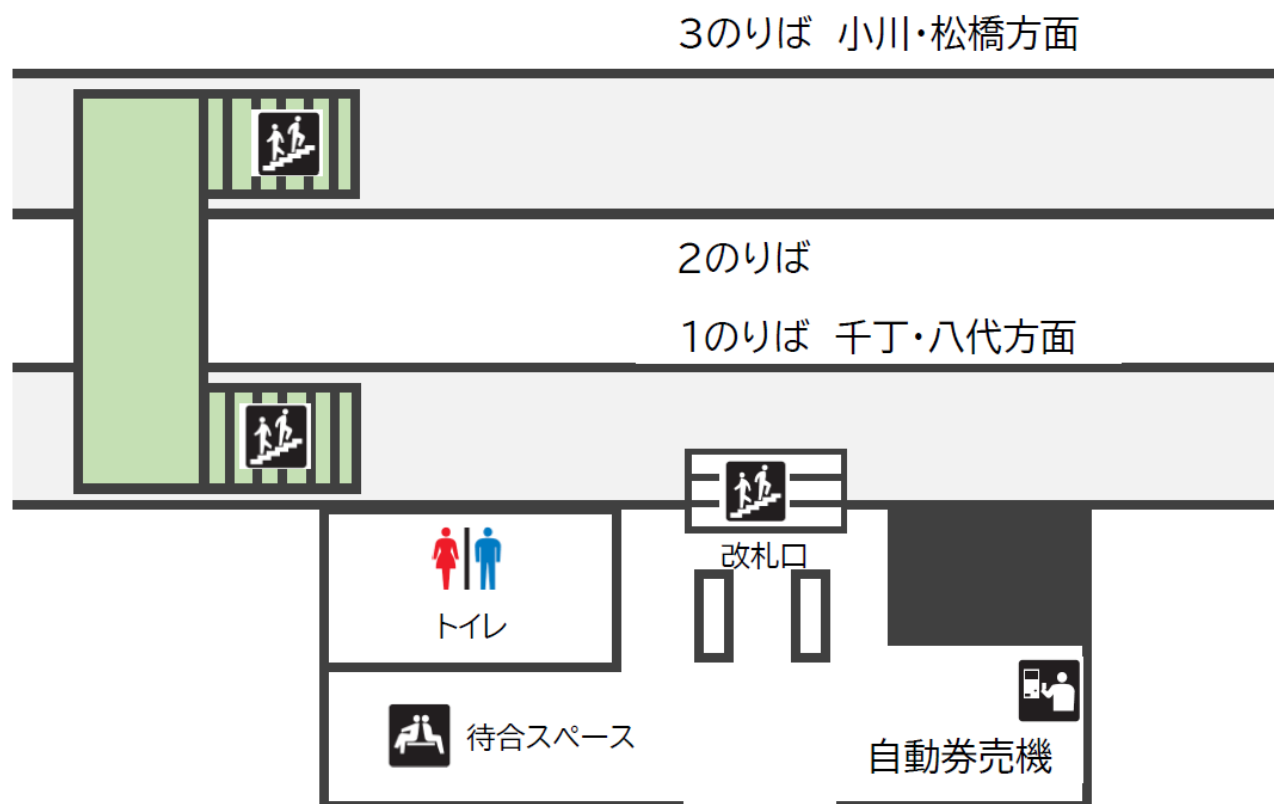 3のりば 小川・松橋方面
2のりば
1のりば 千丁・八代方面
改札口
トイレ
待合スペース
自動券売機